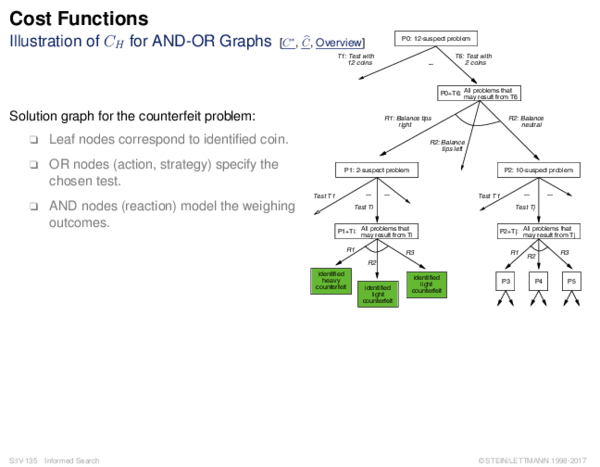 Cost Functions
Illustration of C_H for AND-OR Graphs [C*, Ĉ, Overview]
P0: 12-suspect problem
T1: Test with
12 coins
...
T6: Test with
2 coins
P0+T6: All problems that
may result from T6
Solution graph for the counterfeit problem:
❏ Leaf nodes correspond to identified coin.
❏ OR nodes (action, strategy) specify the
chosen test.
❏ AND nodes (reaction) model the weighing
outcomes.
R1: Balance tips
right
R2: Balance
tips left
R2: Balance
neutral
P1: 2-suspect problem
P2: 10-suspect problem
Test T1
...
...
Test Ti
Test T1
...
...
Test Tj
P1+Ti: All problems that
may result from Ti
P2+Tj: All problems that
may result from Tj
R1
R2
R3
R1
R2
R3
identified
heavy
counterfeit
identified
light
counterfeit
identified
light
counterfeit
P3
P4
P5
S:IV-135 Informed Search
©STEIN/LETTMANN 1998-2017